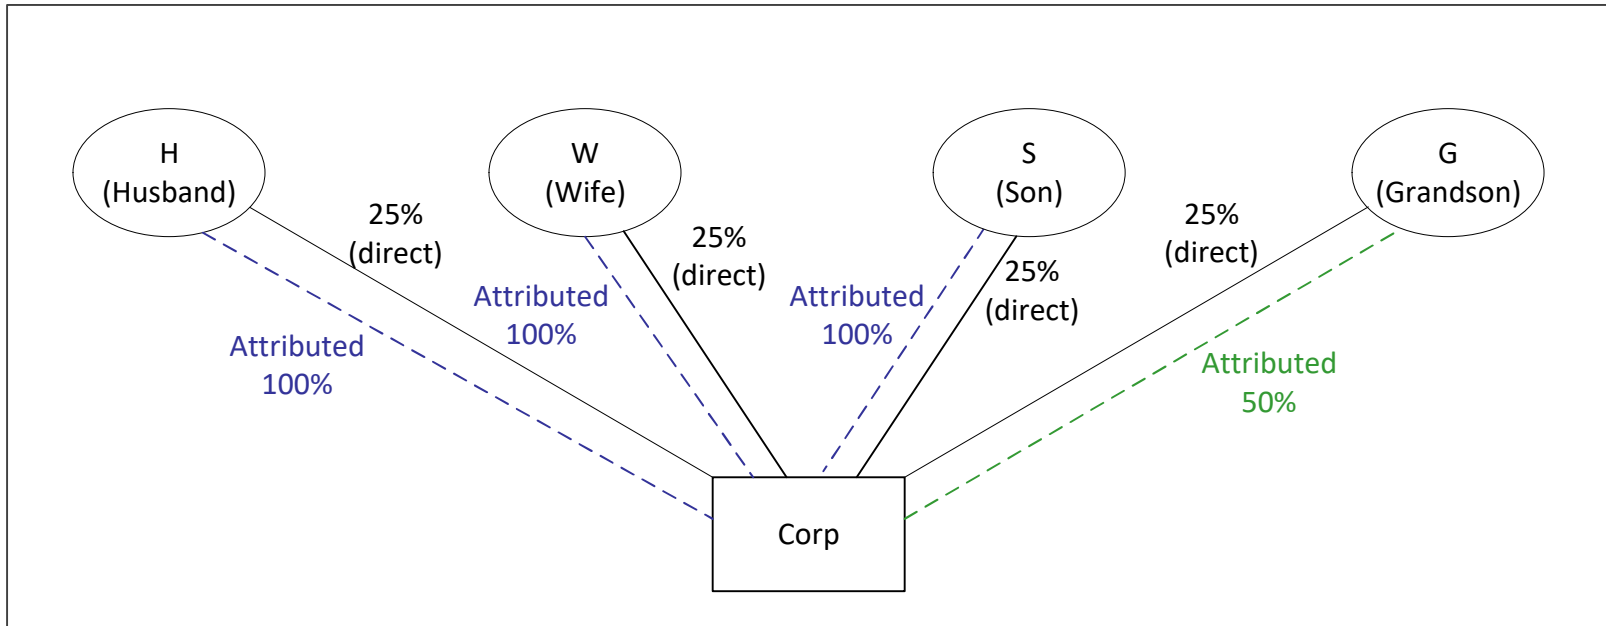 H
(Husband)
W
(Wife)
S
(Son)
G
(Grandson)
25%
(direct)
25%
(direct)
25%
(direct)
25%
(direct)
Attributed
100%
Attributed
100%
Attributed
100%
Attributed
50%
Corp